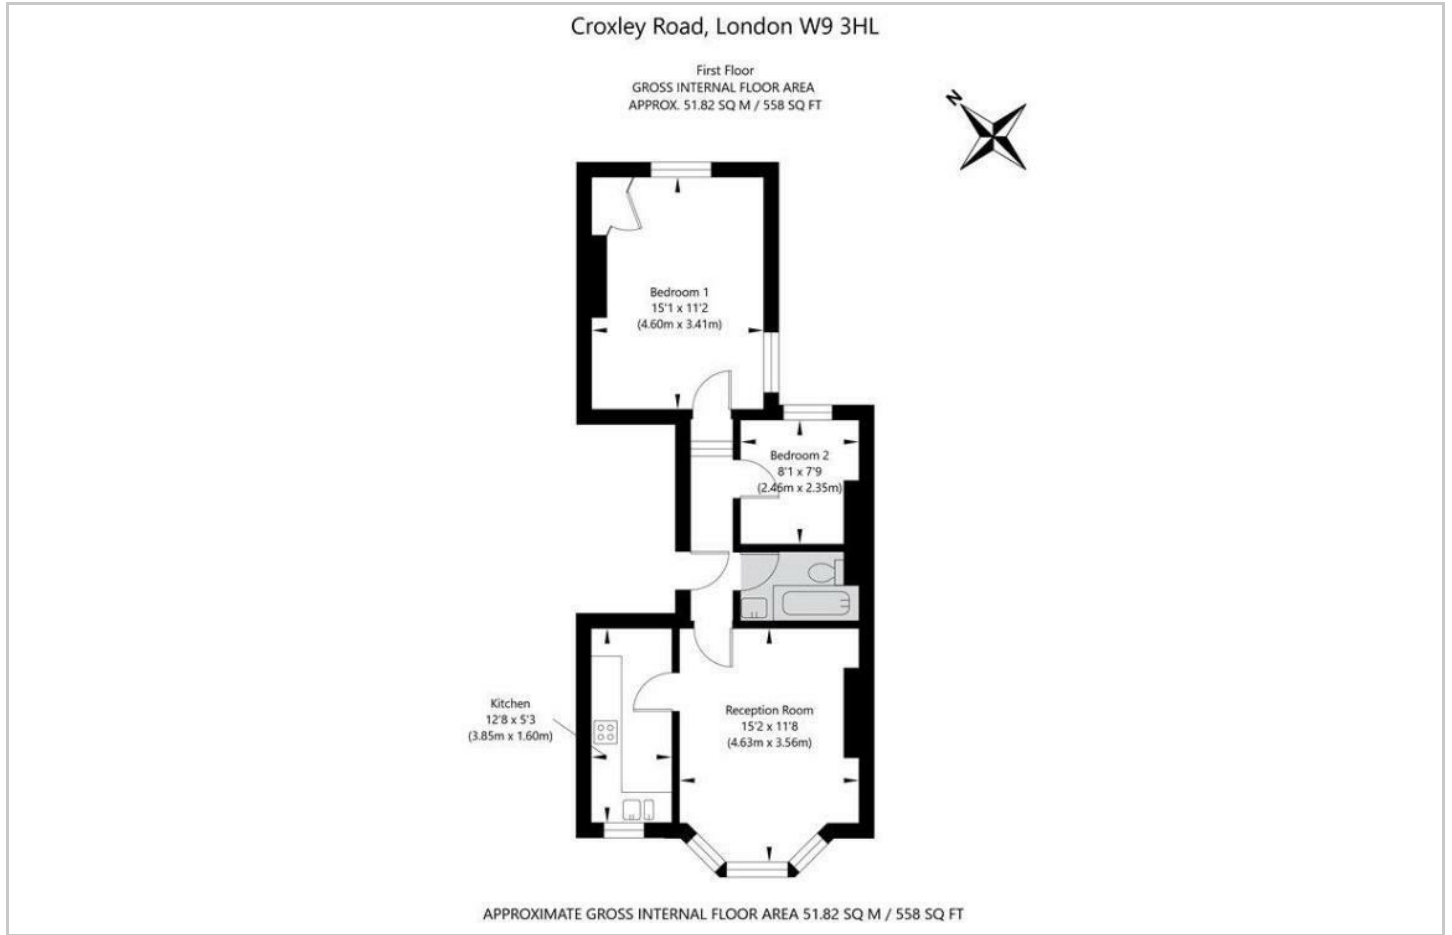 Croxley Road, London W9 3HL
First Floor
GROSS INTERNAL FLOOR AREA
APPROX. 51.82 SQ M / 558 SQ FT
N
Bedroom 1
15'1 x 11'2
(4.60m x 3.41m)
Bedroom 2
8'1 x 7'9
(2.46m x 2.35m)
Kitchen
12'8 x 5'3
(3.85m x 1.60m)
Reception Room
15'2 x 11'8
(4.63m x 3.56m)
APPROXIMATE GROSS INTERNAL FLOOR AREA 51.82 SQ M / 558 SQ FT